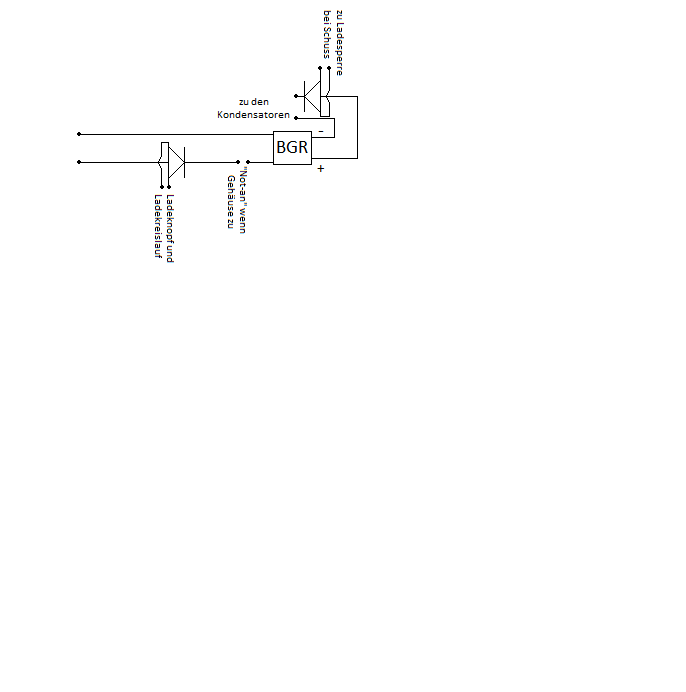 zu Ladesperre
bei Schuss
zu den
Kondensatoren
-
BGR
+
"Not-an" wenn
Gehäuse zu
Ladeknopf und
Ladekreislauf